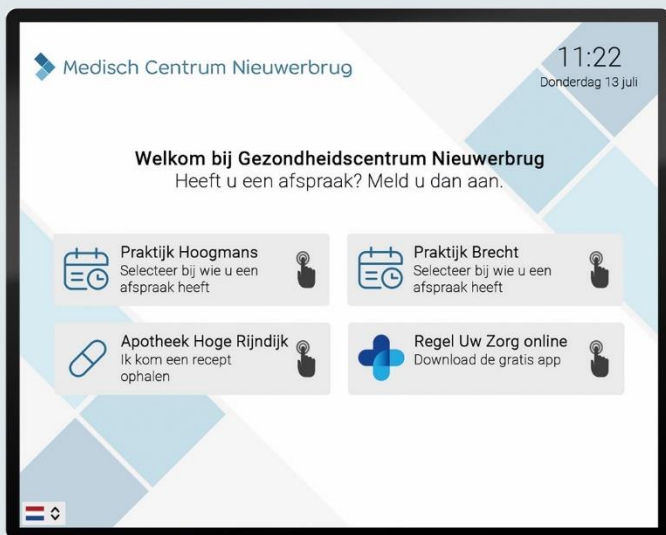 Medisch Centrum Nieuwerbrug
11:22
Donderdag 13 juli
Welkom bij Gezondheidscentrum Nieuwerbrug
Heeft u een afspraak? Meld u dan aan.
Praktijk Hoogmans
Selecteer bij wie u een
afspraak heeft
Praktijk Brecht
Selecteer bij wie u een
afspraak heeft
Apotheek Hoge Rijndijk
Ik kom een recept
ophalen
Regel Uw Zorg online
Download de gratis app